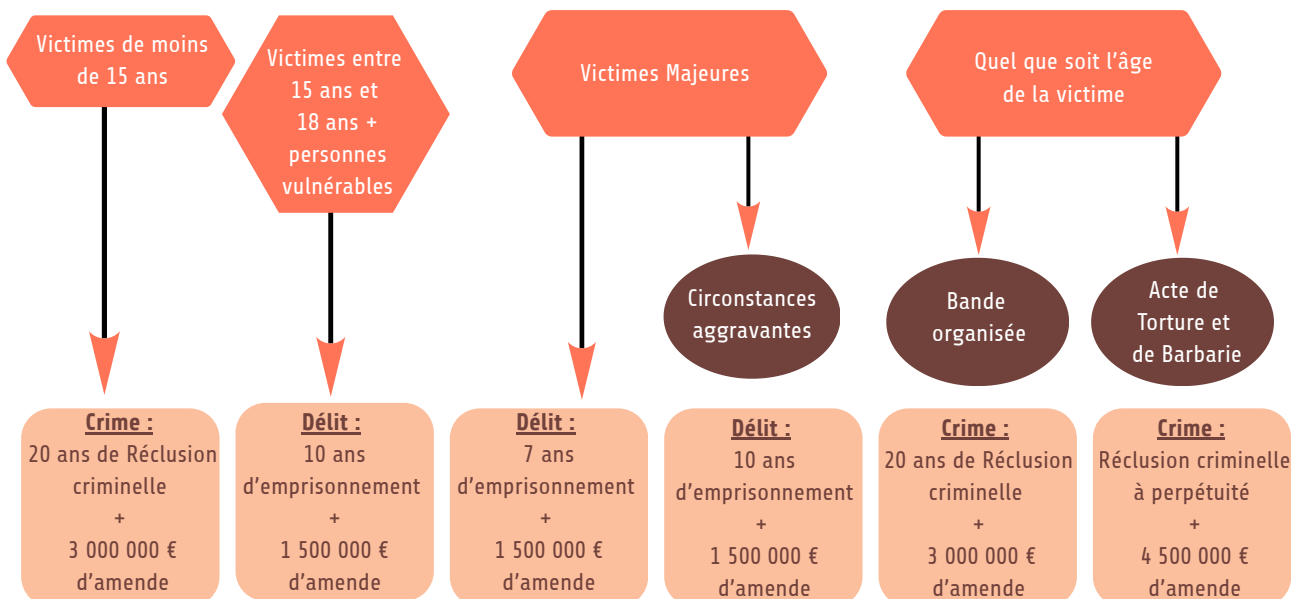 Victimes de moins
de 15 ans
Victimes entre
15 ans et
18 ans +
personnes
vulnérables
Victimes Majeures
Quel que soit l'âge
de la victime
Circonstances
aggravantes
Bande
organisée
Acte de
Torture et
de Barbarie
Crime :
20 ans de Réclusion
criminelle
+
3 000 000 €
d'amende
Délit :
10 ans
d'emprisonnement
+
1 500 000 €
d'amende
Délit :
7 ans
d'emprisonnement
+
1 500 000 €
d'amende
Délit :
10 ans
d'emprisonnement
+
1 500 000 €
d'amende
Crime :
20 ans de Réclusion
criminelle
+
3 000 000 €
d'amende
Crime :
Réclusion criminelle
à perpétuité
+
4 500 000 €
d'amende